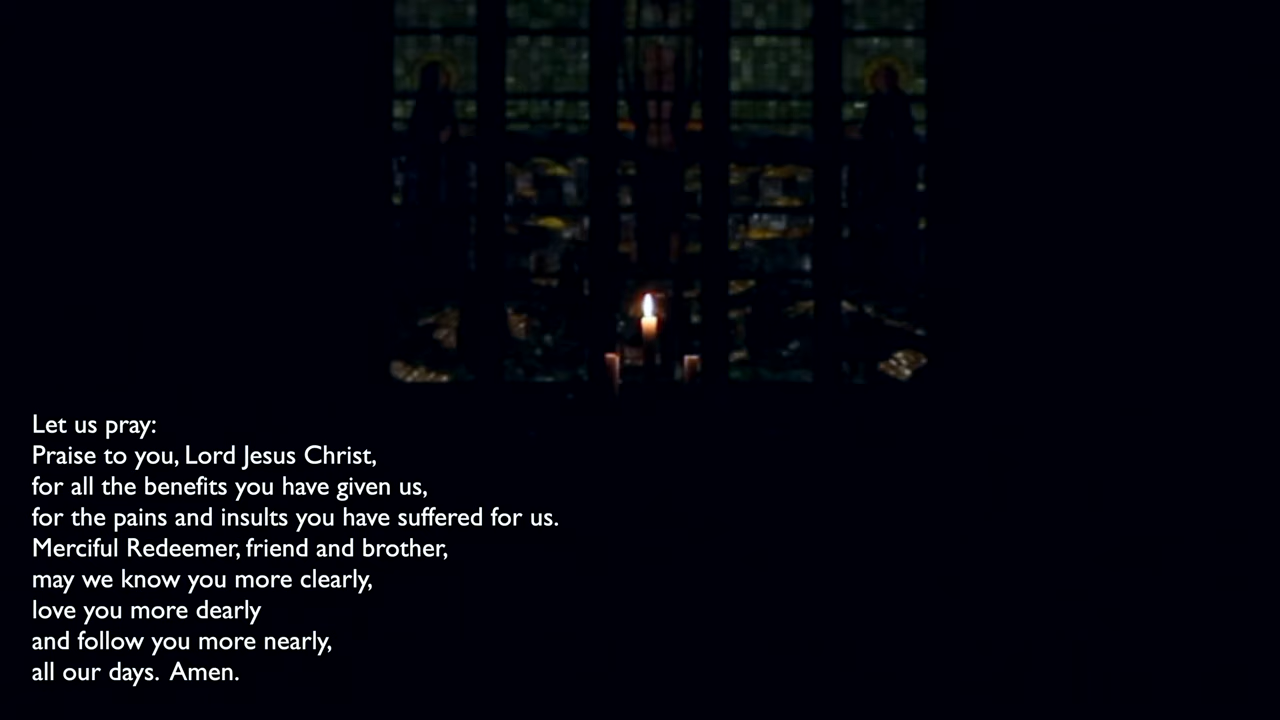 Let us pray:
Praise to you, Lord Jesus Christ,
for all the benefits you have given us,
for the pains and insults you have suffered for us.
Merciful Redeemer, friend and brother,
may we know you more clearly,
love you more dearly
and follow you more nearly,
all our days.  Amen.